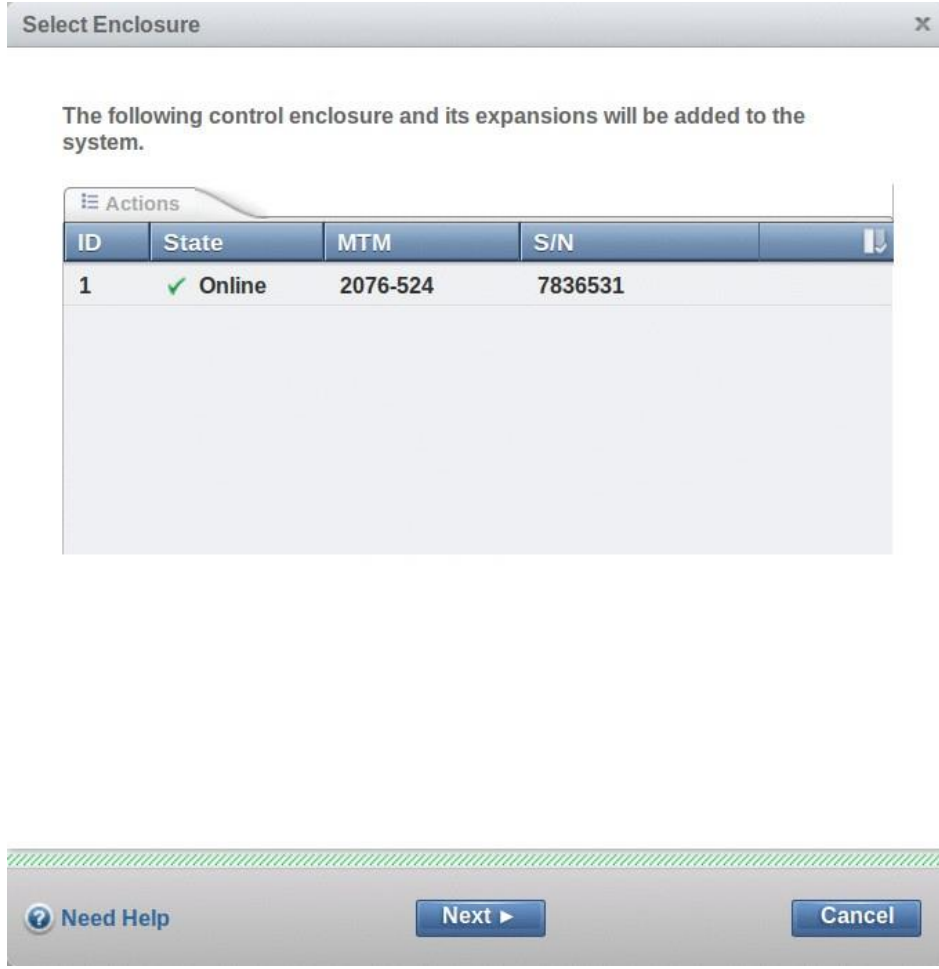 Select Enclosure
The following control enclosure and its expansions will be added to the
system.
Actions
ID State MTM S/N
1 Online 2076-524 7836531
Need Help Next Cancel